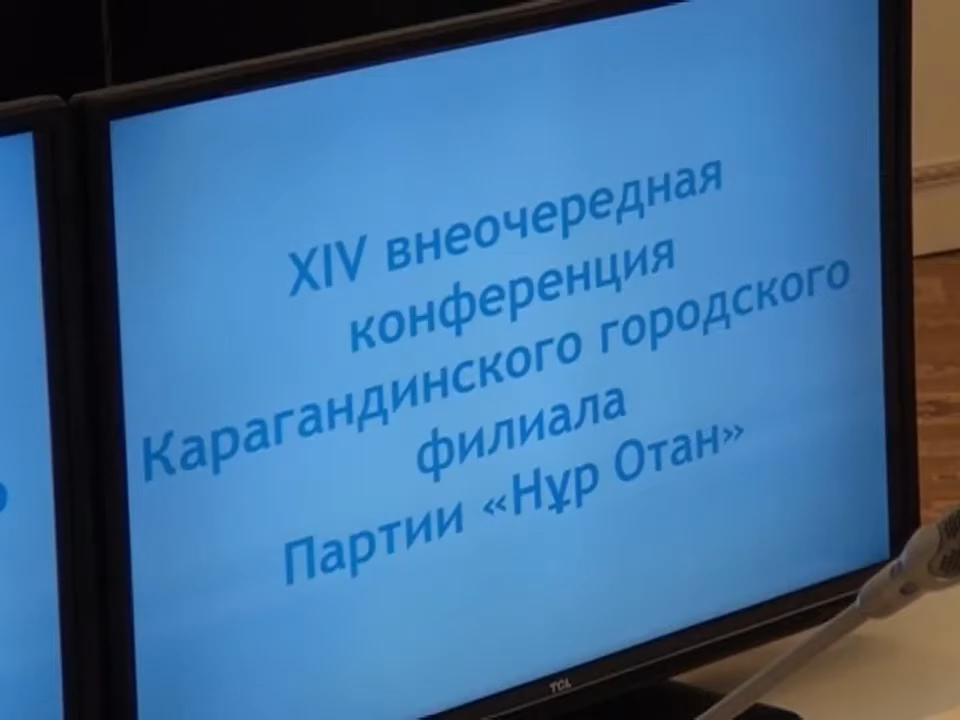 XIV внеочередная
конференция
Карагандинского городского
филиала
Партии «Нұр Отан»
TCL